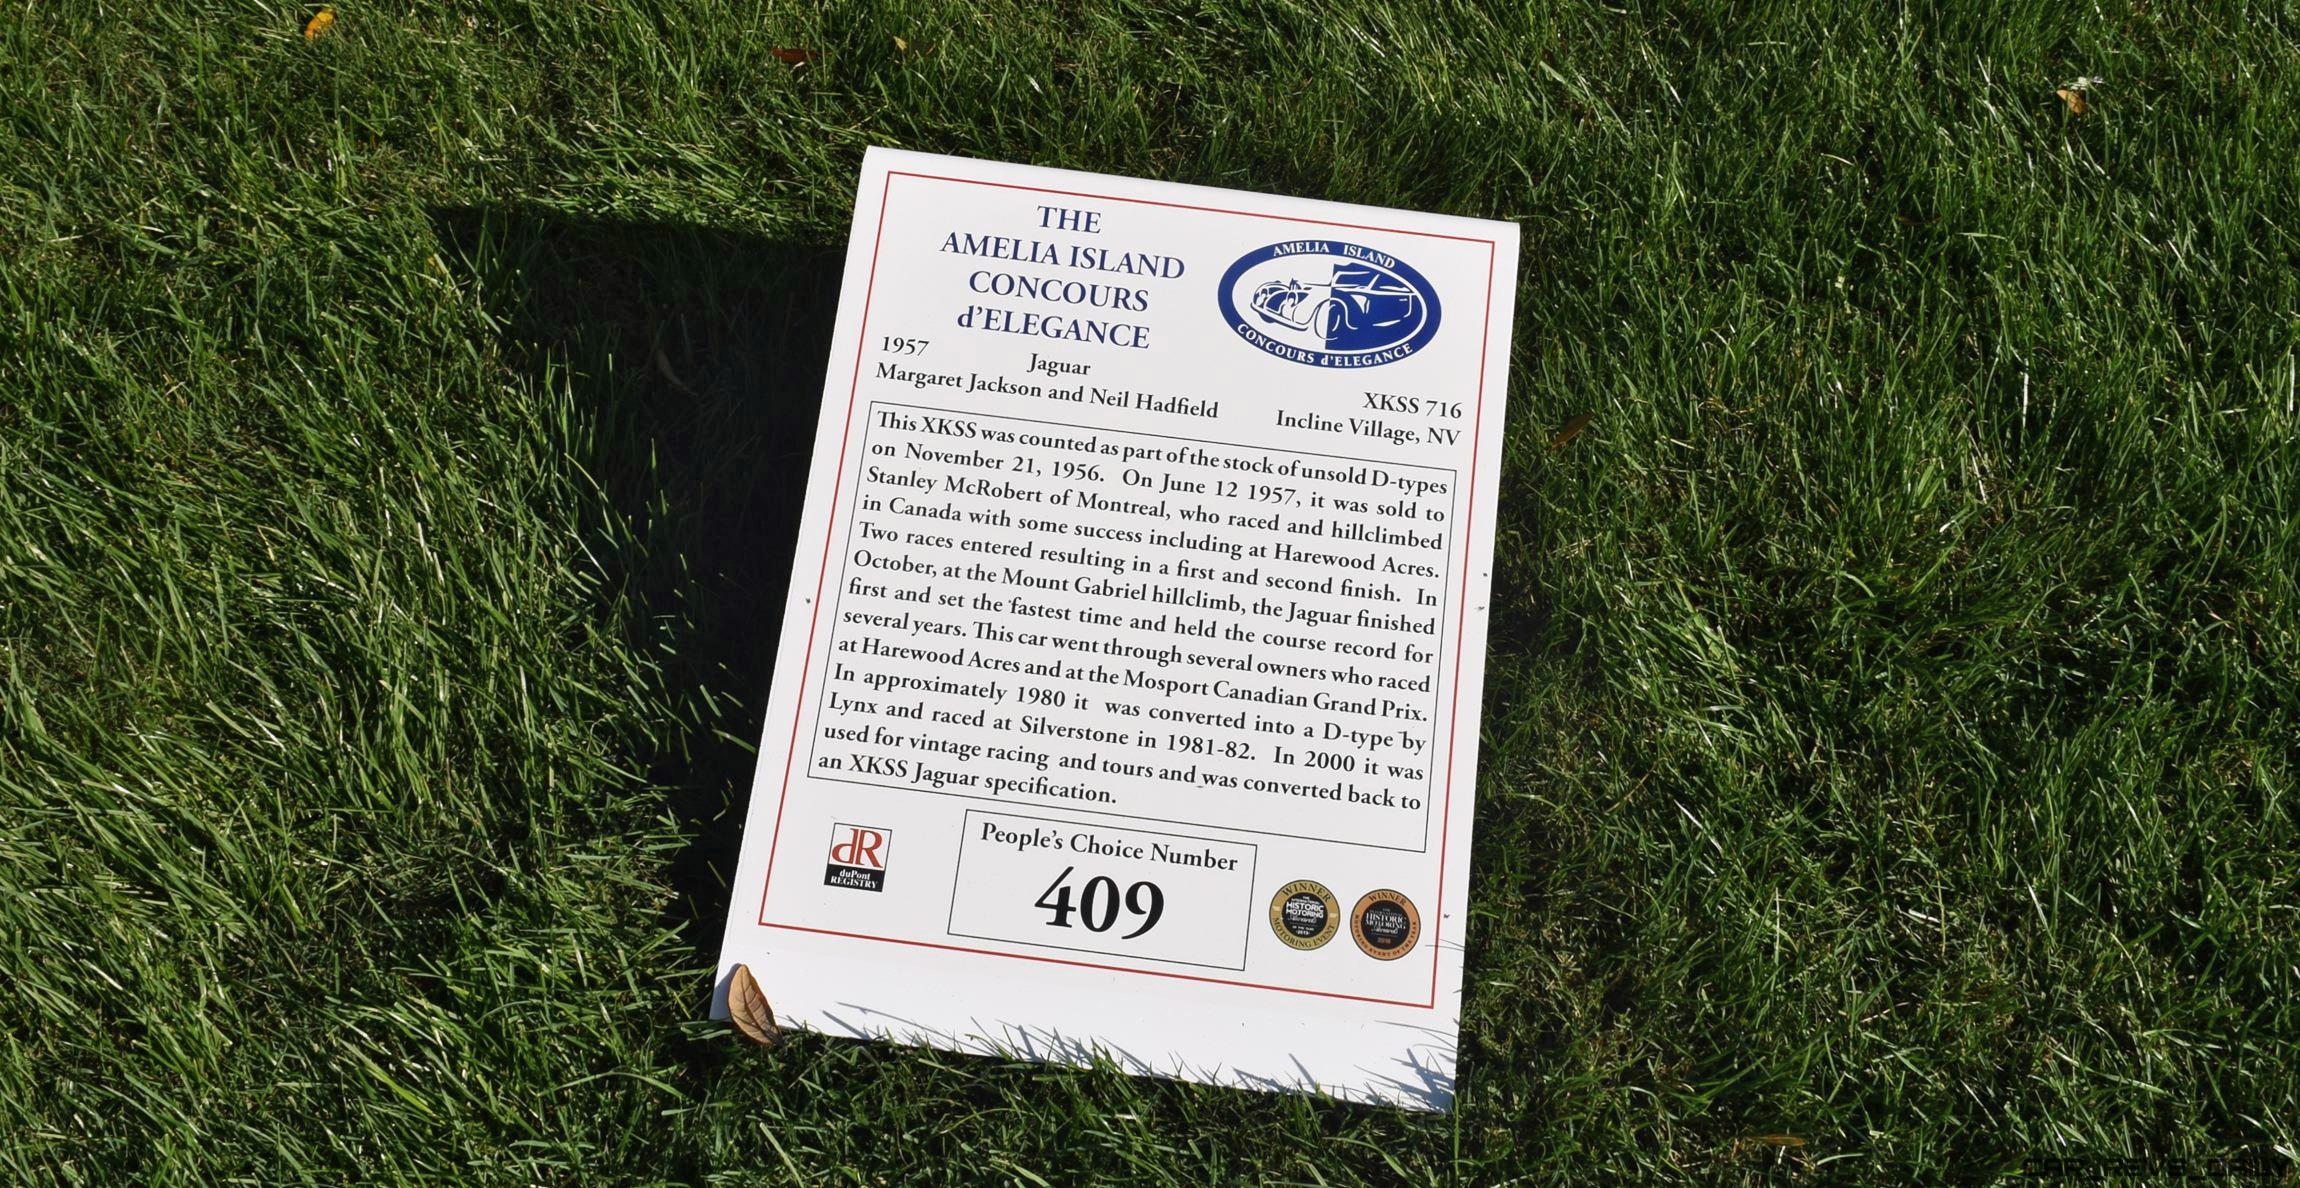 THE
AMELIA ISLAND
CONCOURS
d'ELEGANCE
AMELIA ISLAND
CONCOURS d'ELEGANCE
1957 Jaguar XKSS 716
Margaret Jackson and Neil Hadfield Incline Village, NV
This XKSS was counted as part of the stock of unsold D-types
on November 21, 1956. On June 12 1957, it was sold to
Stanley McRobert of Montreal, who raced and hillclimbed
in Canada with some success including at Harewood Acres.
Two races entered resulting in a first and second finish. In
October, at the Mount Gabriel hillclimb, the Jaguar finished
first and set the fastest time and held the course record for
several years. This car went through several owners who raced
at Harewood Acres and at the Mosport Canadian Grand Prix.
In approximately 1980 it was converted into a D-type by
Lynx and raced at Silverstone in 1981-82. In 2000 it was
used for vintage racing and tours and was converted back to
an XKSS Jaguar specification.
dR
duPont
REGISTRY
People's Choice Number
409
WINNER
HISTORIC
MOTORING
Awards
MOTORING EVENT
WINNER
HISTORIC
MOTORING
Awards